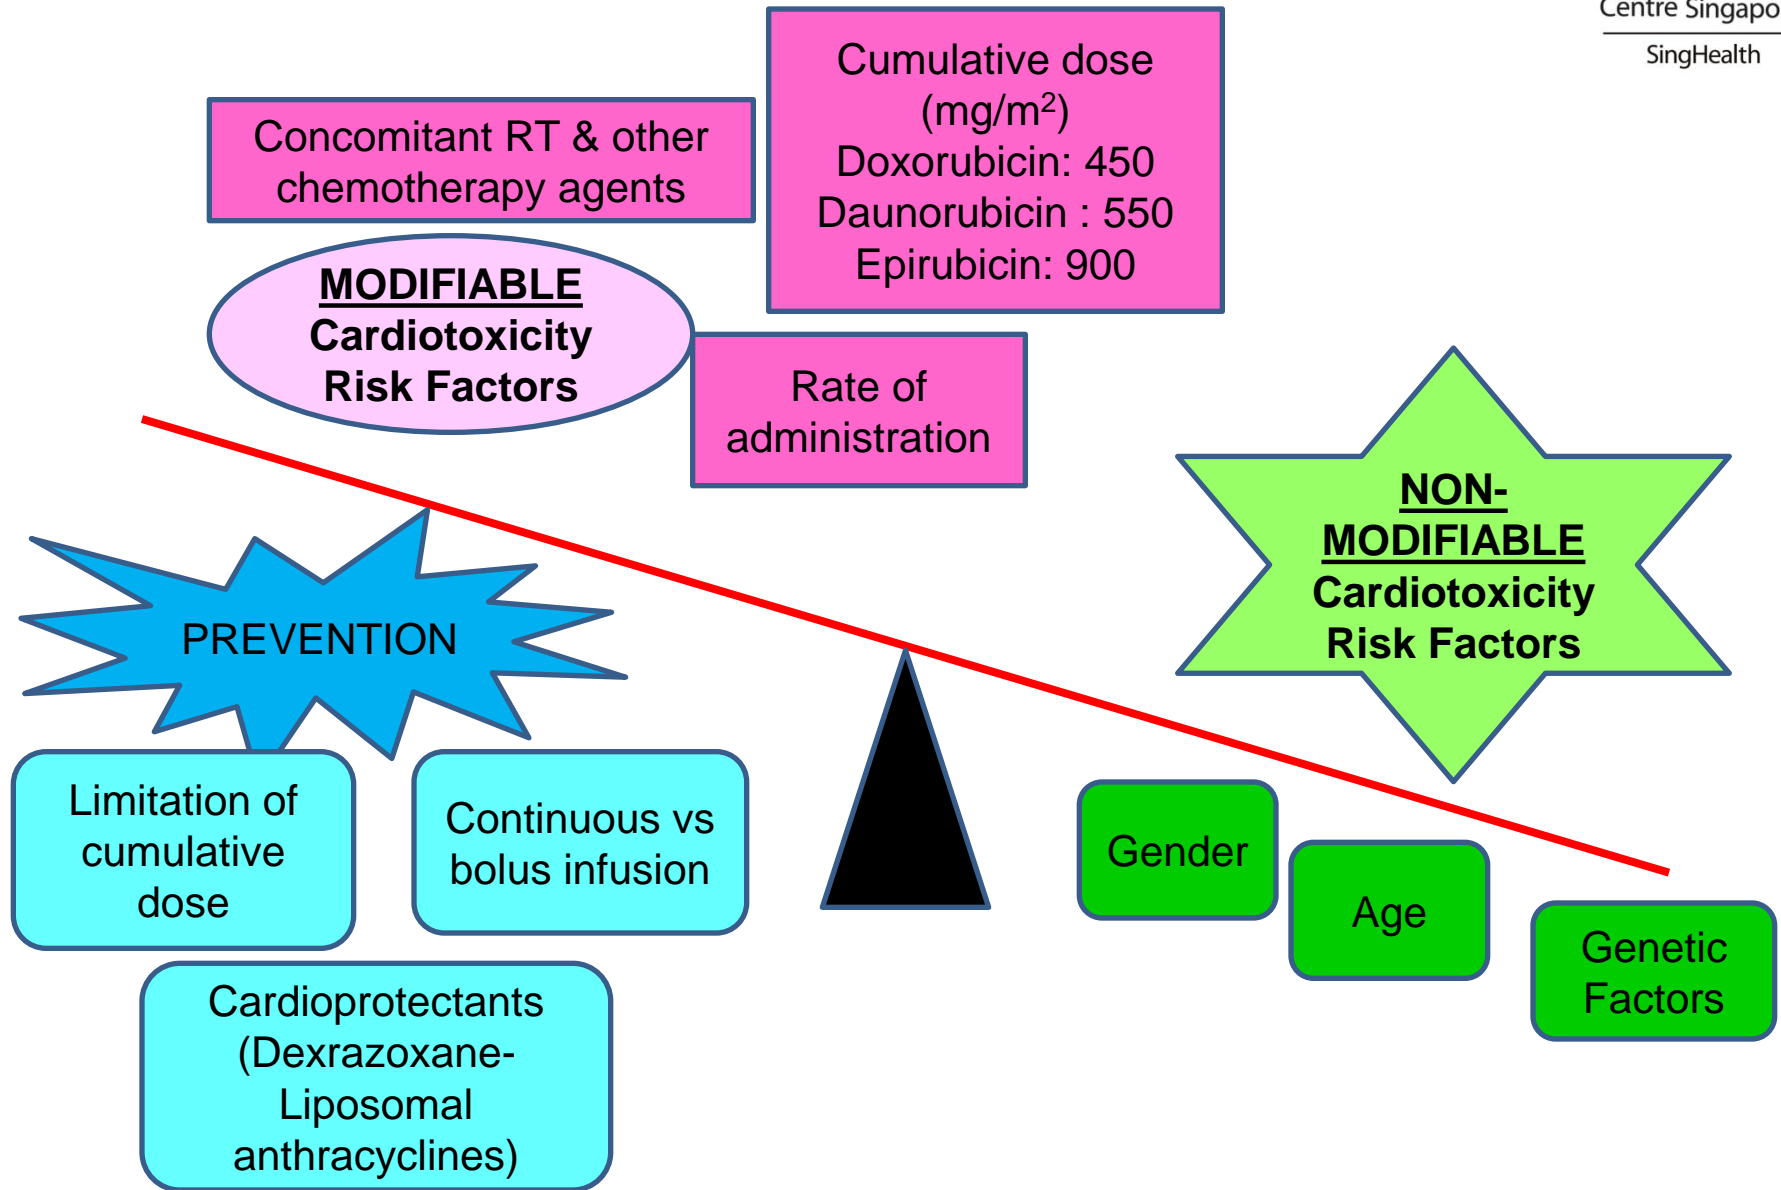 Centre Singapo
SingHealth
Cumulative dose
(mg/m²)
Doxorubicin: 450
Daunorubicin : 550
Epirubicin: 900
Concomitant RT & other
chemotherapy agents
MODIFIABLE
Cardiotoxicity
Risk Factors
Rate of
administration
NON-
MODIFIABLE
Cardiotoxicity
Risk Factors
PREVENTION
Limitation of
cumulative
dose
Continuous vs
bolus infusion
Cardioprotectants
(Dexrazoxane-
Liposomal
anthracyclines)
Gender
Age
Genetic
Factors